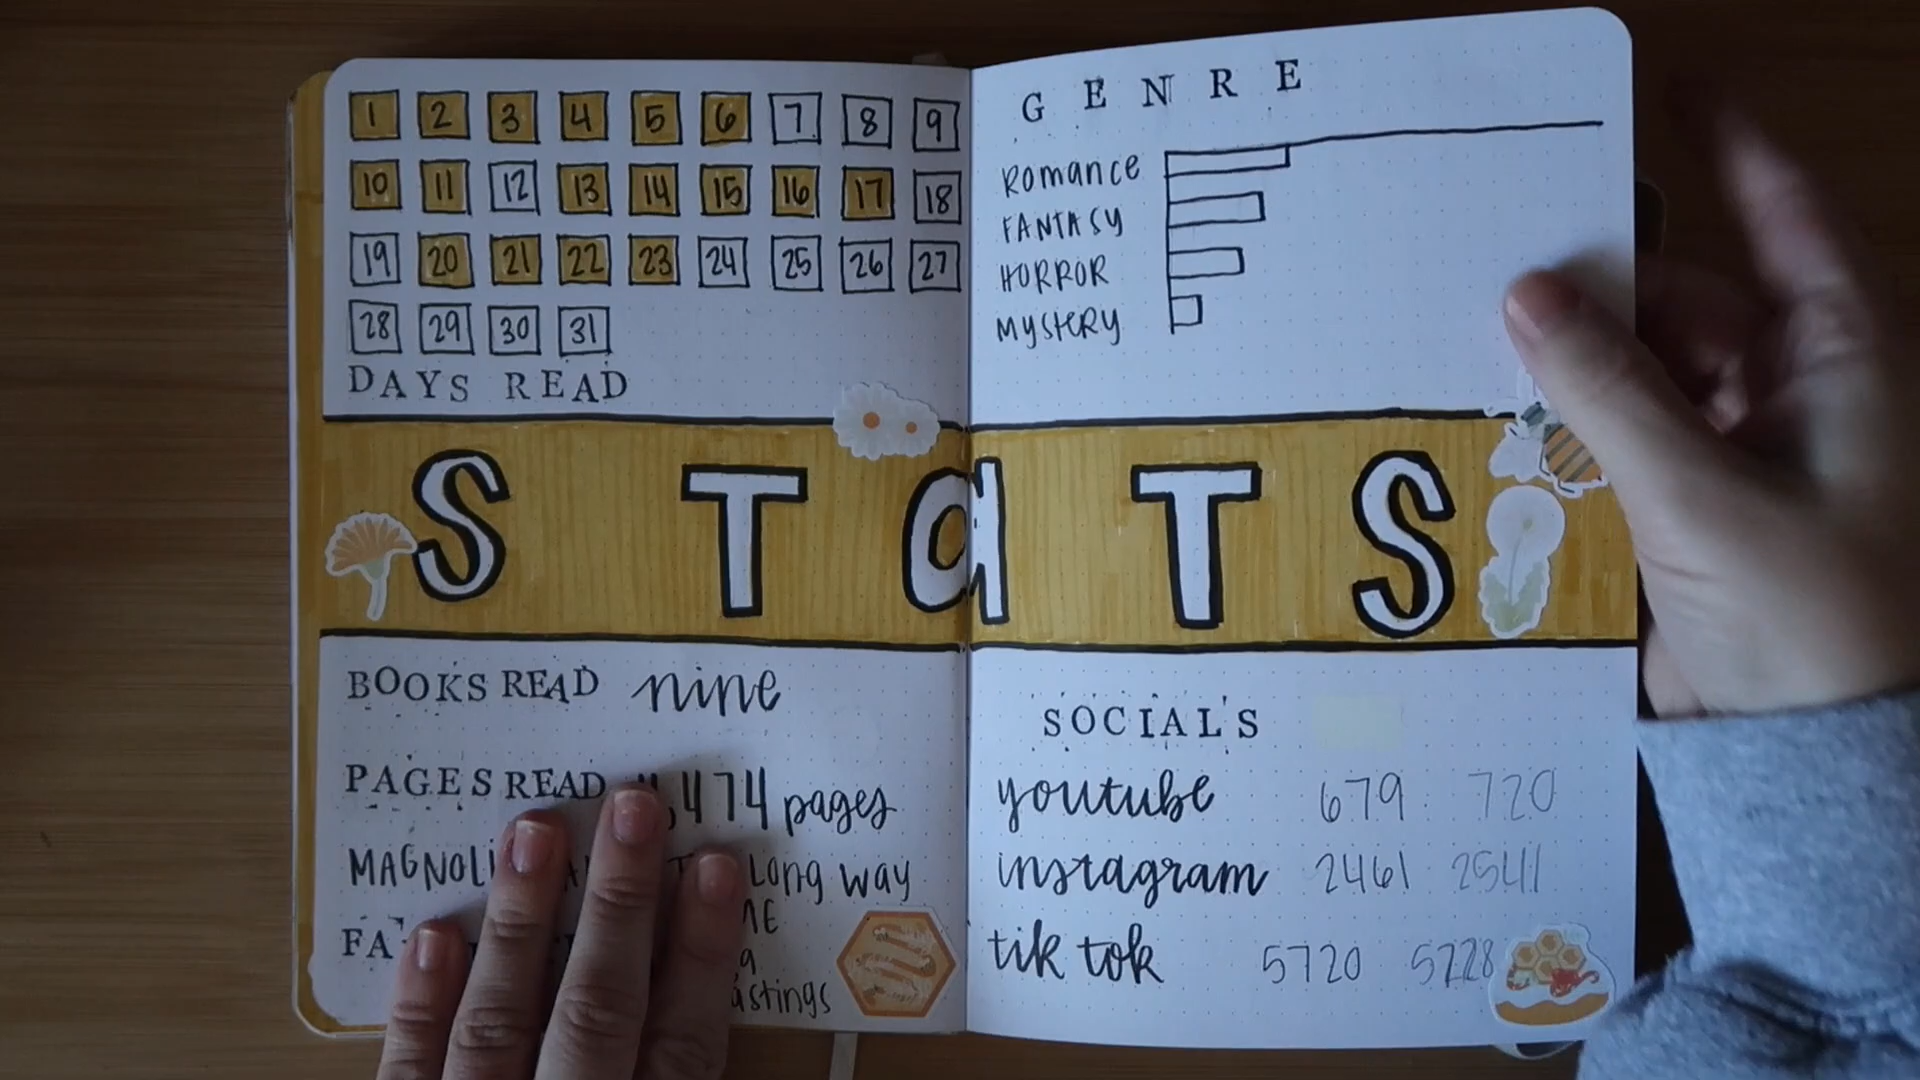 1 2 3 4 5 6 7 8 9
10 11 12 13 14 15 16 17 18
19 20 21 22 23 24 25 26 27
28 29 30 31
DAYS READ
GENRE
Romance
FANTASY
HORROR
MYSTERY
STaTS
BOOKS READ nine
PAGES READ ,474 pages
Long way
SOCIAL'S
youtube 679 720
instagram 2461 2541
tik tok 5720 5228